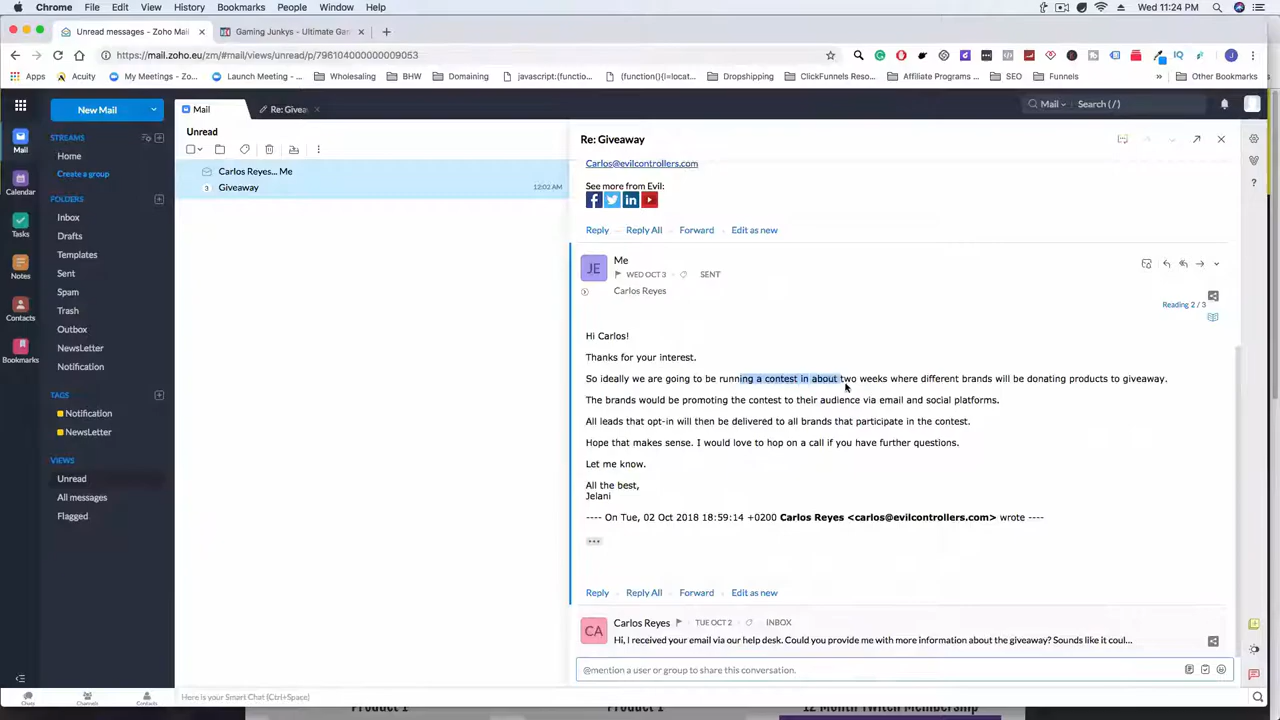 Chrome File Edit View History Bookmarks People Window Help Wed 11:24 PM
Unread messages - Zoho Mail Gaming Junkys - Ultimate Gam
https://mail.zoho.eu/zm/#mail/views/unread/p/796104000000009053
Apps Acuity My Meetings - Zo... Launch Meeting - ... Wholesaling BHW Domaining javascript:(functio... (function(){=locat... Dropshipping ClickFunnels Reso... Affiliate Programs ... SEO Funnels » Other Bookmarks
New Mail Mail Re: Givea Mail Search ( / )
Mail
Calendar
Tasks
Notes
Contacts
Bookmarks
STREAMS
Home
Create a group
FOLDERS
Inbox
Drafts
Templates
Sent
Spam
Trash
Outbox
NewsLetter
Notification
TAGS
Notification
NewsLetter
VIEWS
Unread
All messages
Flagged
Unread
Carlos Reyes... Me
3 Giveaway 12:02 AM
Re: Giveaway
Carlos@evilcontrollers.com
See more from Evil:
Reply Reply All Forward Edit as new
JE Me
WED OCT 3 SENT
Carlos Reyes
Reading 2 / 3
Hi Carlos!
Thanks for your interest.
So ideally we are going to be running a contest in about two weeks where different brands will be donating products to giveaway.
The brands would be promoting the contest to their audience via email and social platforms.
All leads that opt-in will then be delivered to all brands that participate in the contest.
Hope that makes sense. I would love to hop on a call if you have further questions.
Let me know.
All the best,
Jelani
---- On Tue, 02 Oct 2018 18:59:14 +0200 Carlos Reyes <carlos@evilcontrollers.com> wrote ----
Reply Reply All Forward Edit as new
CA Carlos Reyes TUE OCT 2 INBOX
Hi, I received your email via our help desk. Could you provide me with more information about the giveaway? Sounds like it coul...
@mention a user or group to share this conversation.
Chats Channels Contacts Here is your Smart Chat (Ctrl+Space)
Product 1 Product 1 12 Month Twitch Membership